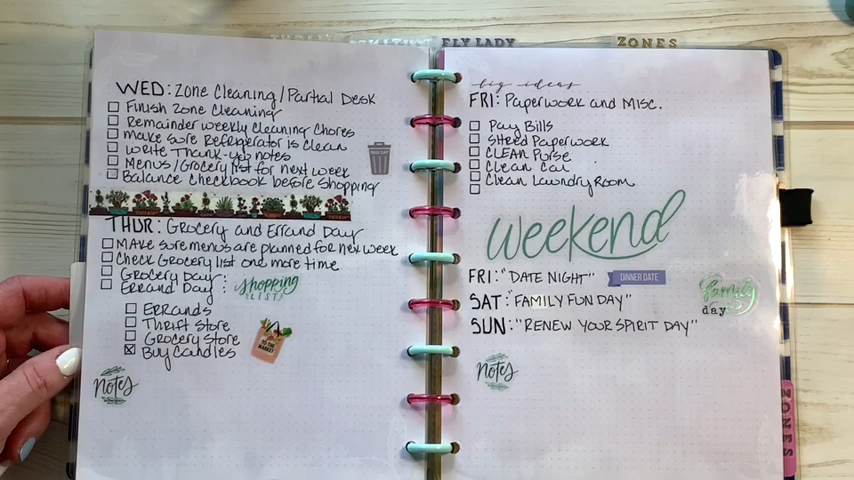 FLY LADY
ZONES
WED: Zone Cleaning/Partial Desk
Finish Zone Cleaning
Remainder weekly Cleaning Chores
make sure Refrigerator is clean
write Thank-you notes
Menus/Grocery list for next week
Balance Checkbook before shopping
THUR: Grocery and Errand Day
Make sure menus are planned for next week
Check Grocery list one more time
Grocery Day:
Errand Day:
shopping
LIST
Errands
Thrift store
Grocery store
Buy Candles
TO THE
MARKET
Notes
big ideas
FRI: Paperwork and Misc.
Pay Bills
Shred Paperwork
CLEAN Purse
Clean Car
Clean Laundry Room
weekend
FRI: "DATE NIGHT"
DINNER DATE
SAT: "FAMILY FUN DAY"
family
day
SUN: "RENEW YOUR SPIRIT DAY"
Notes
ZONES